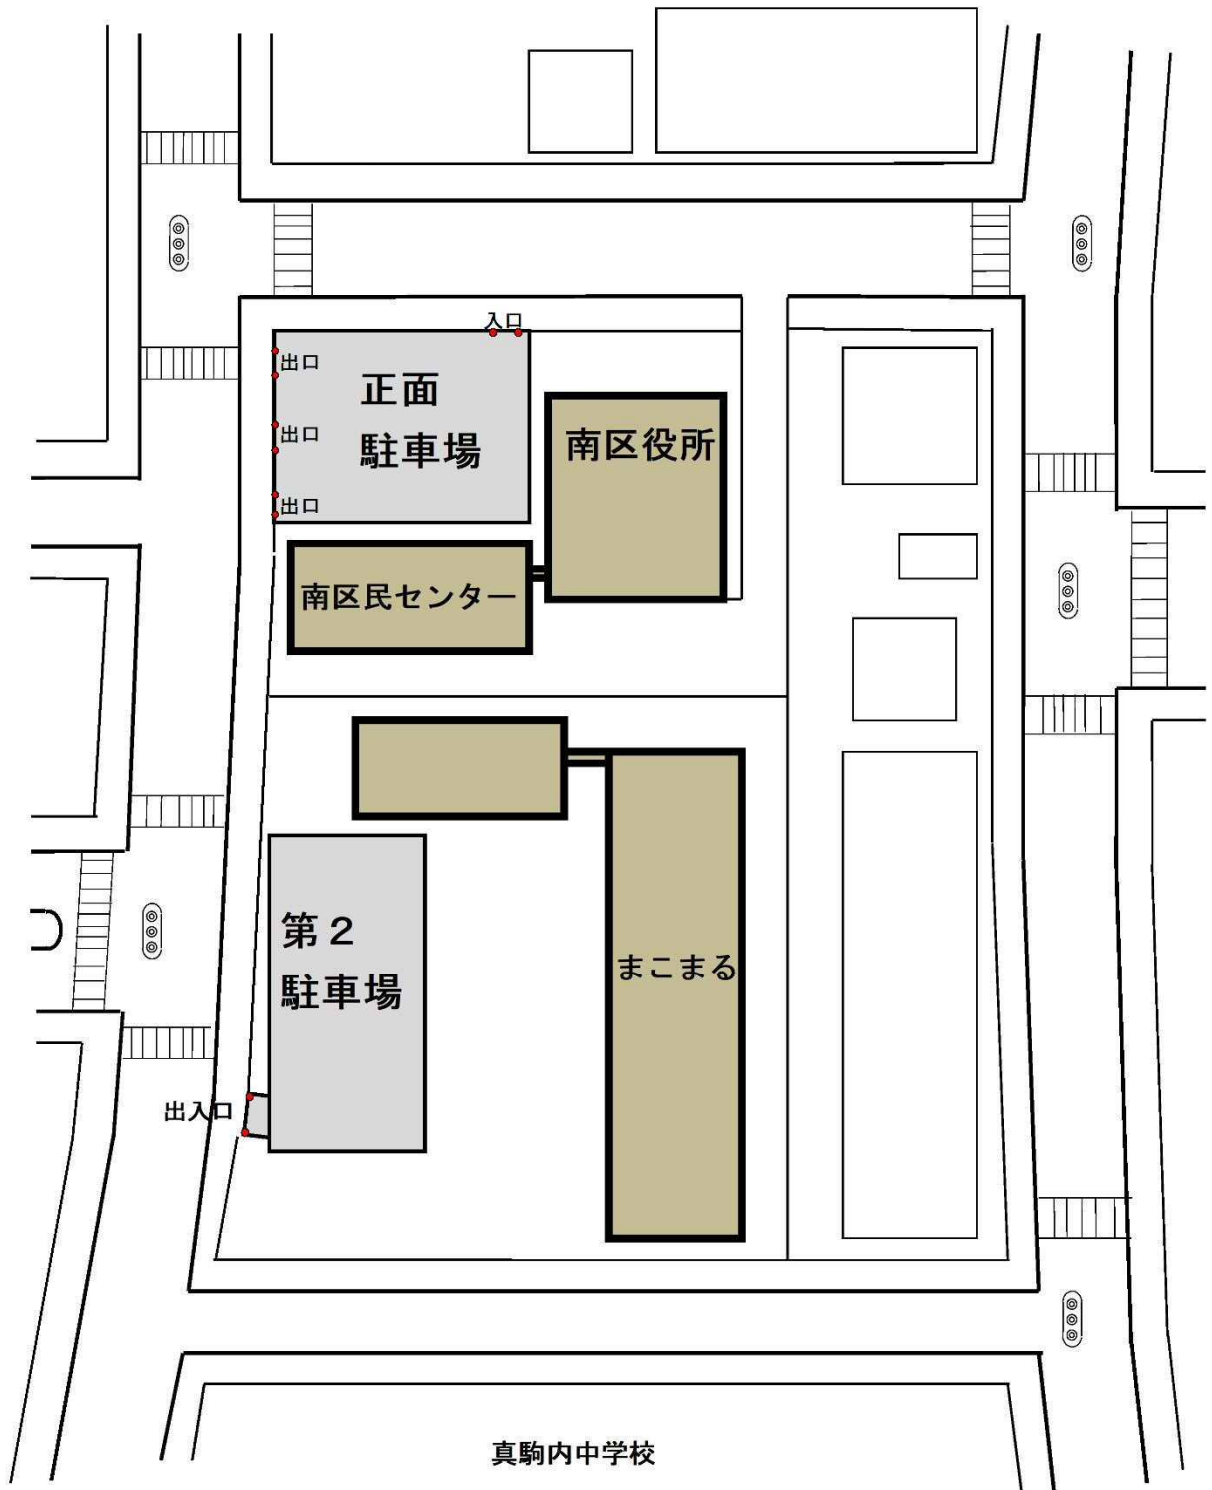 入口
出口
正面
駐車場
出口
出口
南区役所
南区民センター
第２
駐車場
まこまる
出入口
真駒内中学校